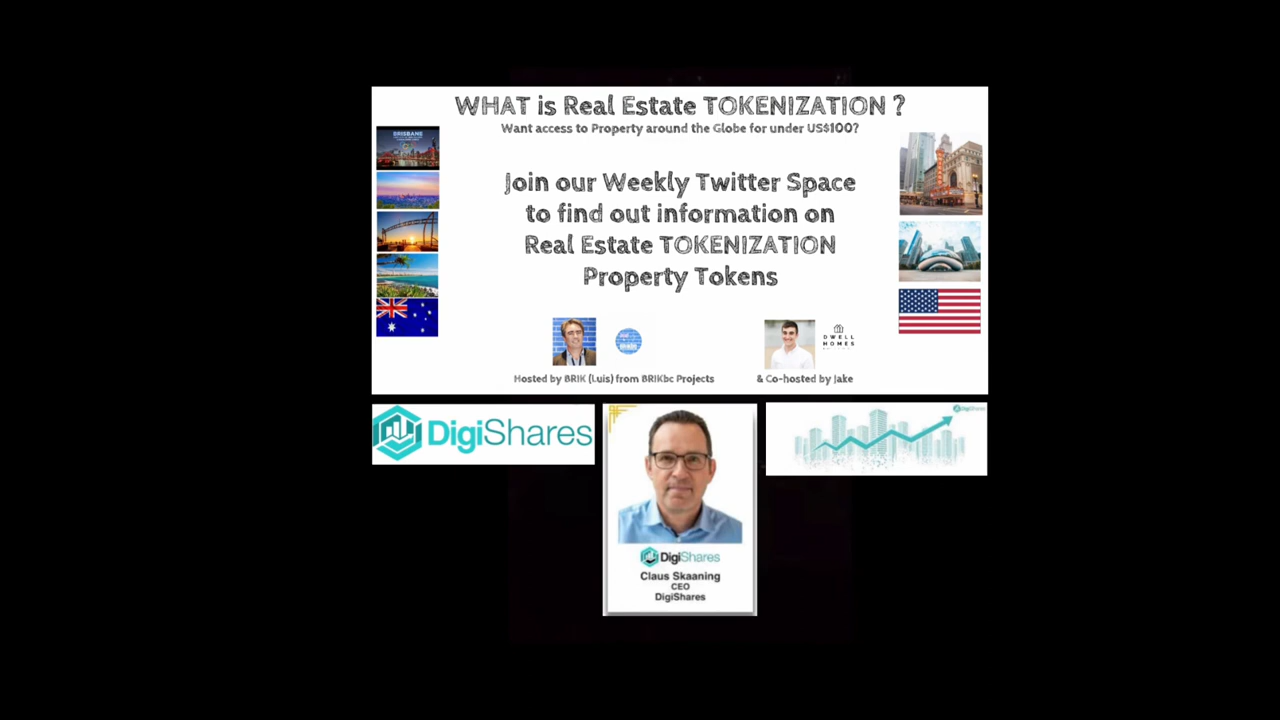 WHAT is Real Estate TOKENIZATION ?
Want access to Property around the Globe for under US$100?
BRISBANE
Join our Weekly Twitter Space
to find out information on
Real Estate TOKENIZATION
Property Tokens
DWELL
HOMES
Hosted by BRIK (Luis) from BRIKbc Projects
& Co-hosted by Jake
DigiShares
DigiShares
DigiShares
Claus Skaaning
CEO
DigiShares